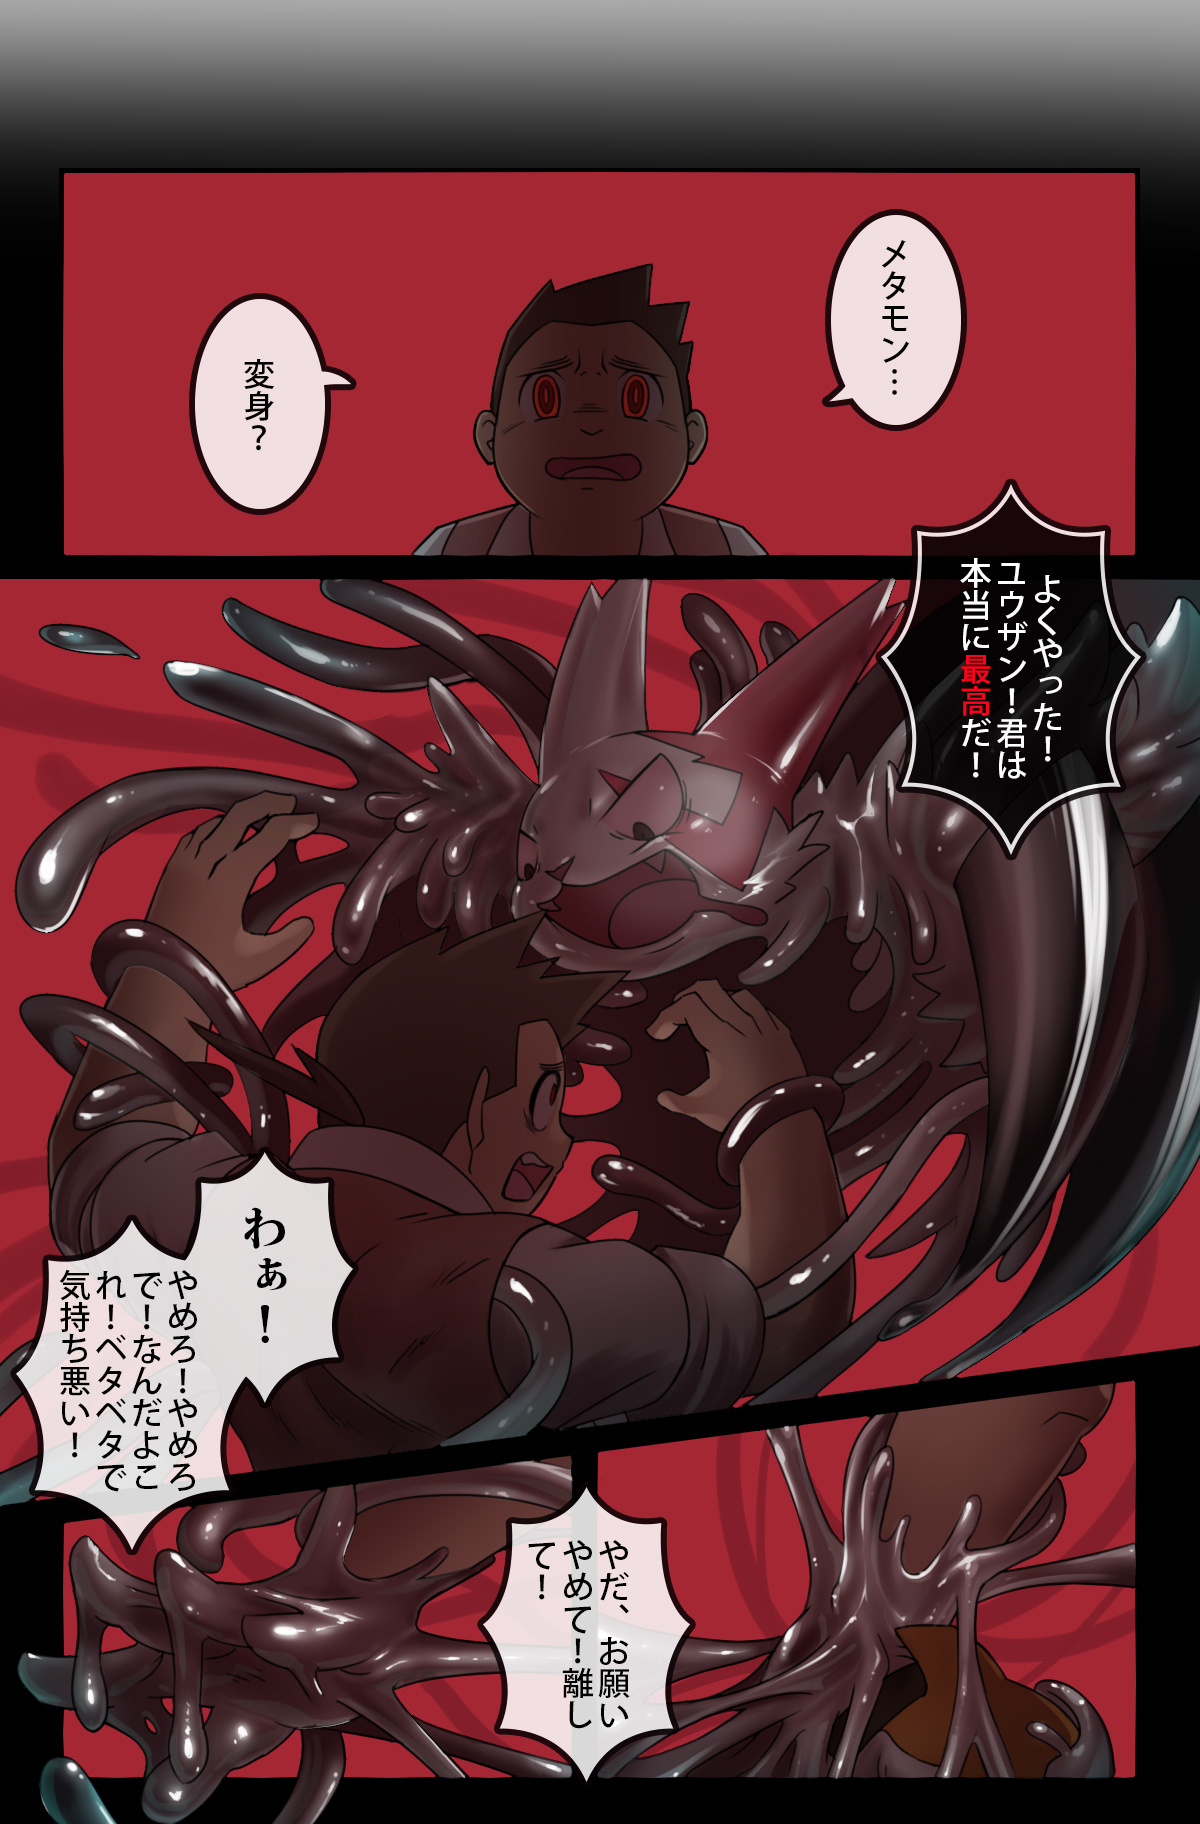 メタモン…
変身?
よくやった!
ユウザン!君は
本当に最高だ!
わぁ!
やめろ!やめろ
で!なんだよこ
れ!ベタベタで
気持ち悪い!
やだ、お願い
やめて!離し
て!